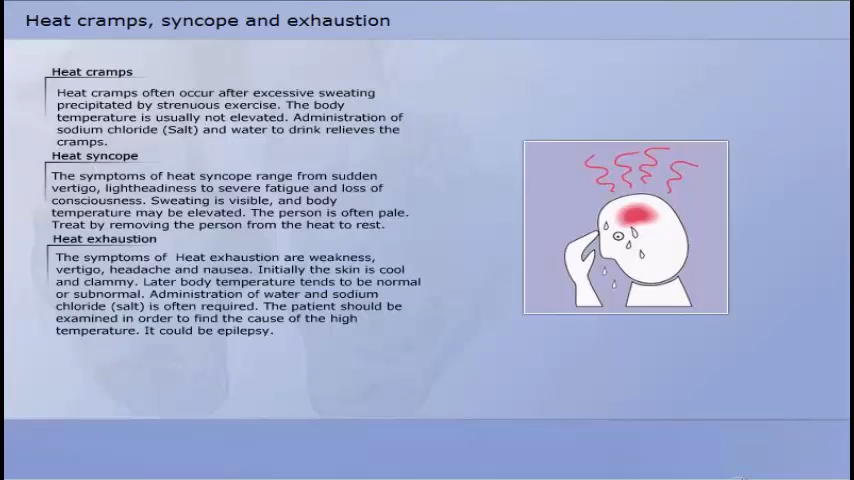 Heat cramps, syncope and exhaustion
Heat cramps
Heat cramps often occur after excessive sweating
precipitated by strenuous exercise. The body
temperature is usually not elevated. Administration of
sodium chloride (Salt) and water to drink relieves the
cramps.
Heat syncope
The symptoms of heat syncope range from sudden
vertigo, lightheadiness to severe fatigue and loss of
consciousness. Sweating is visible, and body
temperature may be elevated. The person is often pale.
Treat by removing the person from the heat to rest.
Heat exhaustion
The symptoms of  Heat exhaustion are weakness,
vertigo, headache and nausea. Initially the skin is cool
and clammy. Later body temperature tends to be normal
or subnormal. Administration of water and sodium
chloride (salt) is often required. The patient should be
examined in order to find the cause of the high
temperature. It could be epilepsy.